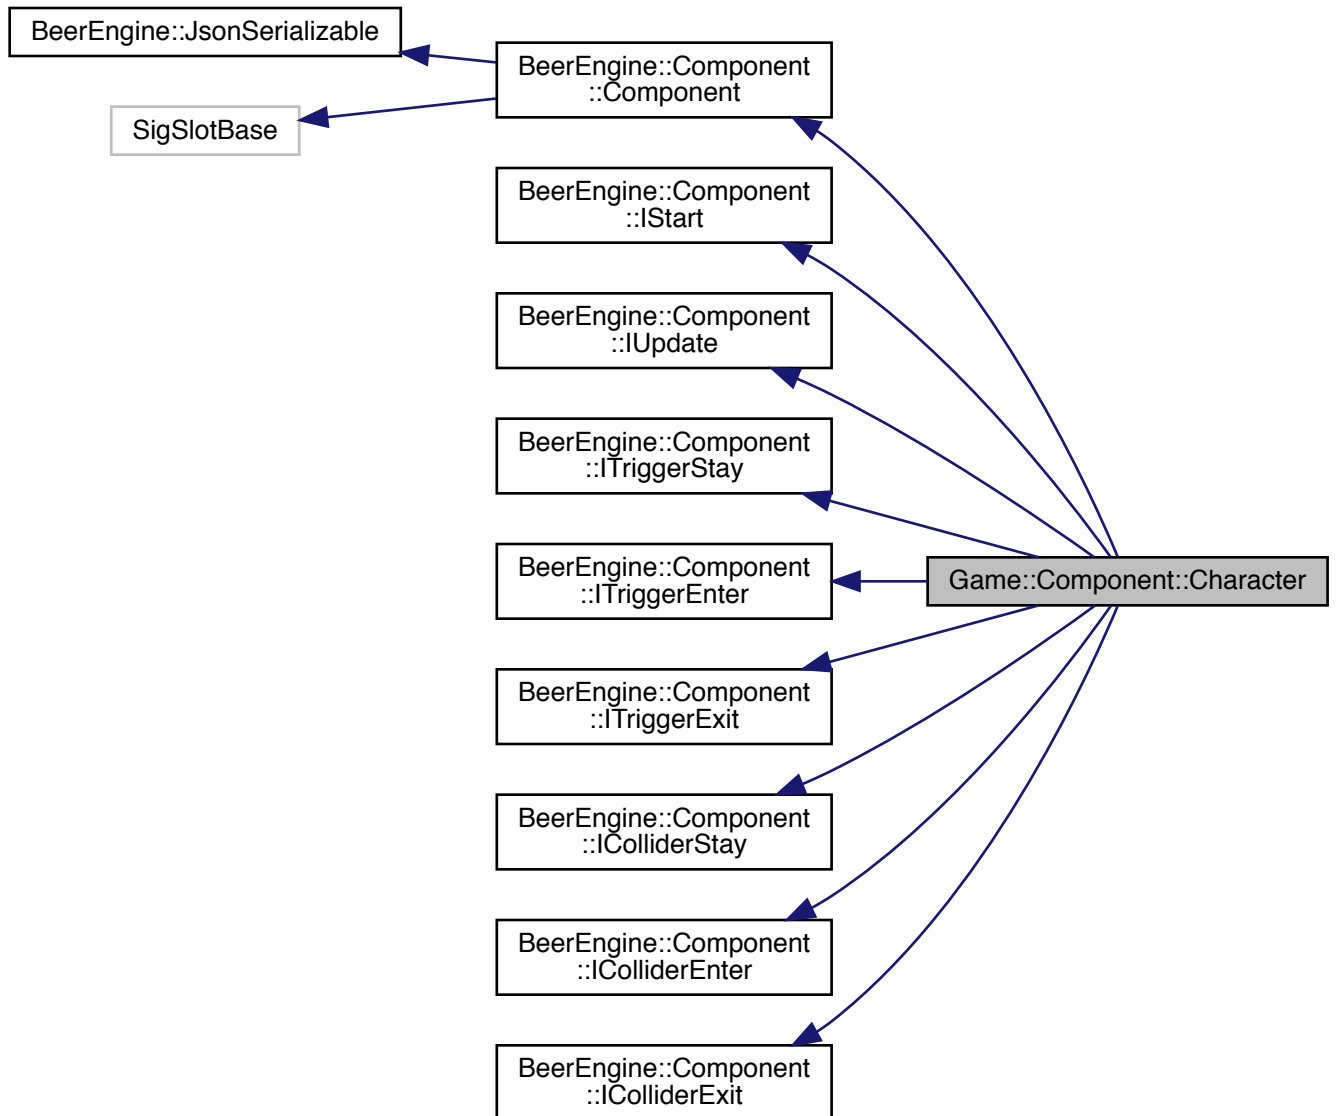 BeerEngine::JsonSerializable
SigSlotBase
BeerEngine::Component
::Component
BeerEngine::Component
::IStart
BeerEngine::Component
::IUpdate
BeerEngine::Component
::ITriggerStay
BeerEngine::Component
::ITriggerEnter
BeerEngine::Component
::ITriggerExit
BeerEngine::Component
::IColliderStay
BeerEngine::Component
::IColliderEnter
BeerEngine::Component
::IColliderExit
Game::Component::Character